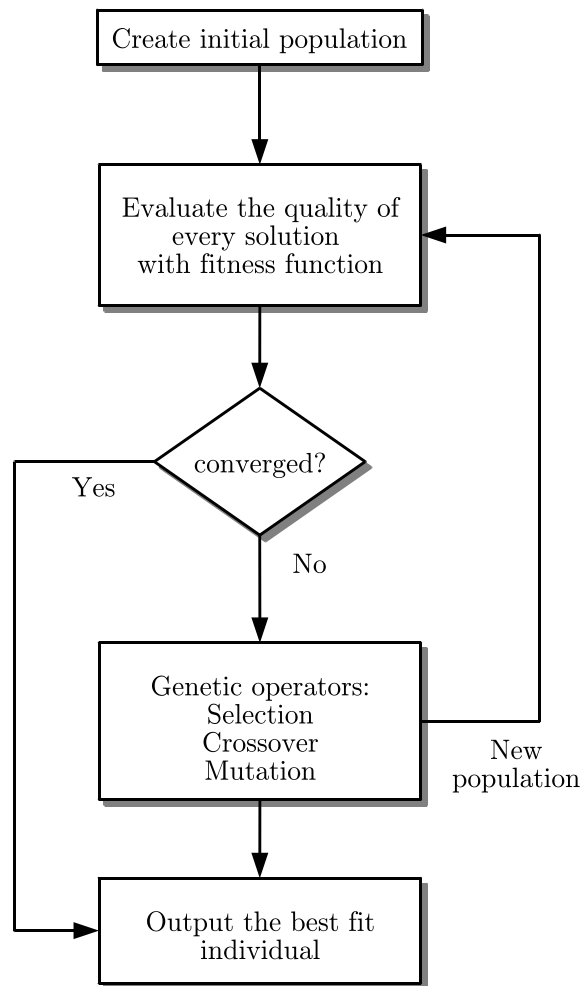 Create initial population
Evaluate the quality of
every solution
with fitness function
converged?
Yes
No
Genetic operators:
Selection
Crossover
Mutation
New
population
Output the best fit
individual